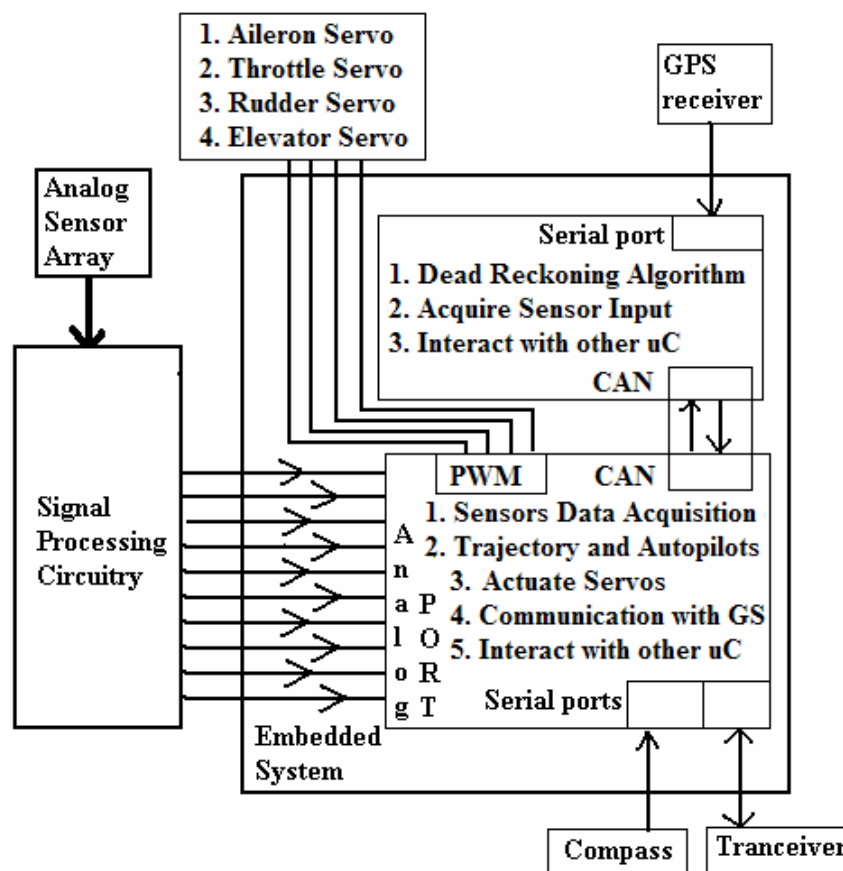 1. Aileron Servo
2. Throttle Servo
3. Rudder Servo
4. Elevator Servo
GPS
receiver
Analog
Sensor
Array
Serial port
1. Dead Reckoning Algorithm
2. Acquire Sensor Input
3. Interact with other uC
CAN
Signal
Processing
Circuitry
PWM
CAN
1. Sensors Data Acquisition
2. Trajectory and Autopilots
3. Actuate Servos
4. Communication with GS
5. Interact with other uC
Analog
PORT
Serial ports
Embedded
System
Compass
Tranceiver